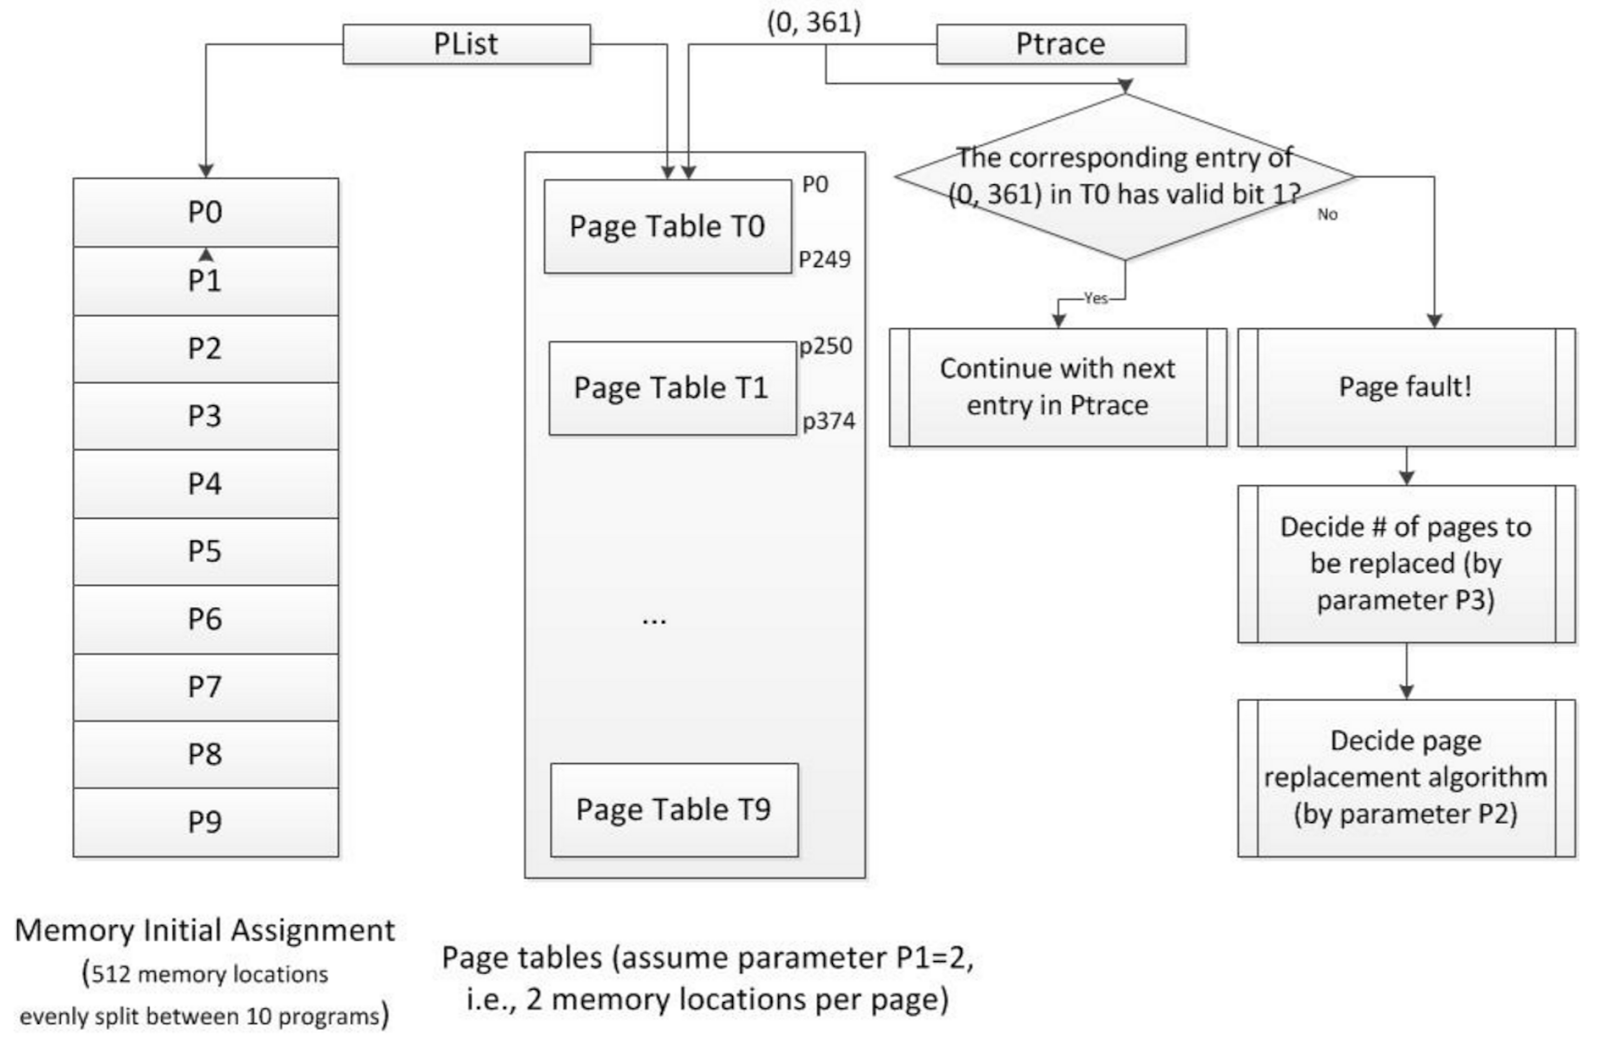 PList
(0, 361)
Ptrace
P0
P1
P2
P3
P4
P5
P6
P7
P8
P9
Memory Initial Assignment
(512 memory locations
evenly split between 10 programs)
Page Table T0
P0
P249
Page Table T1
p250
p374
...
Page Table T9
Page tables (assume parameter P1=2,
i.e., 2 memory locations per page)
The corresponding entry of
(0, 361) in T0 has valid bit 1?
No
Yes
Continue with next
entry in Ptrace
Page fault!
Decide # of pages to
be replaced (by
parameter P3)
Decide page
replacement algorithm
(by parameter P2)